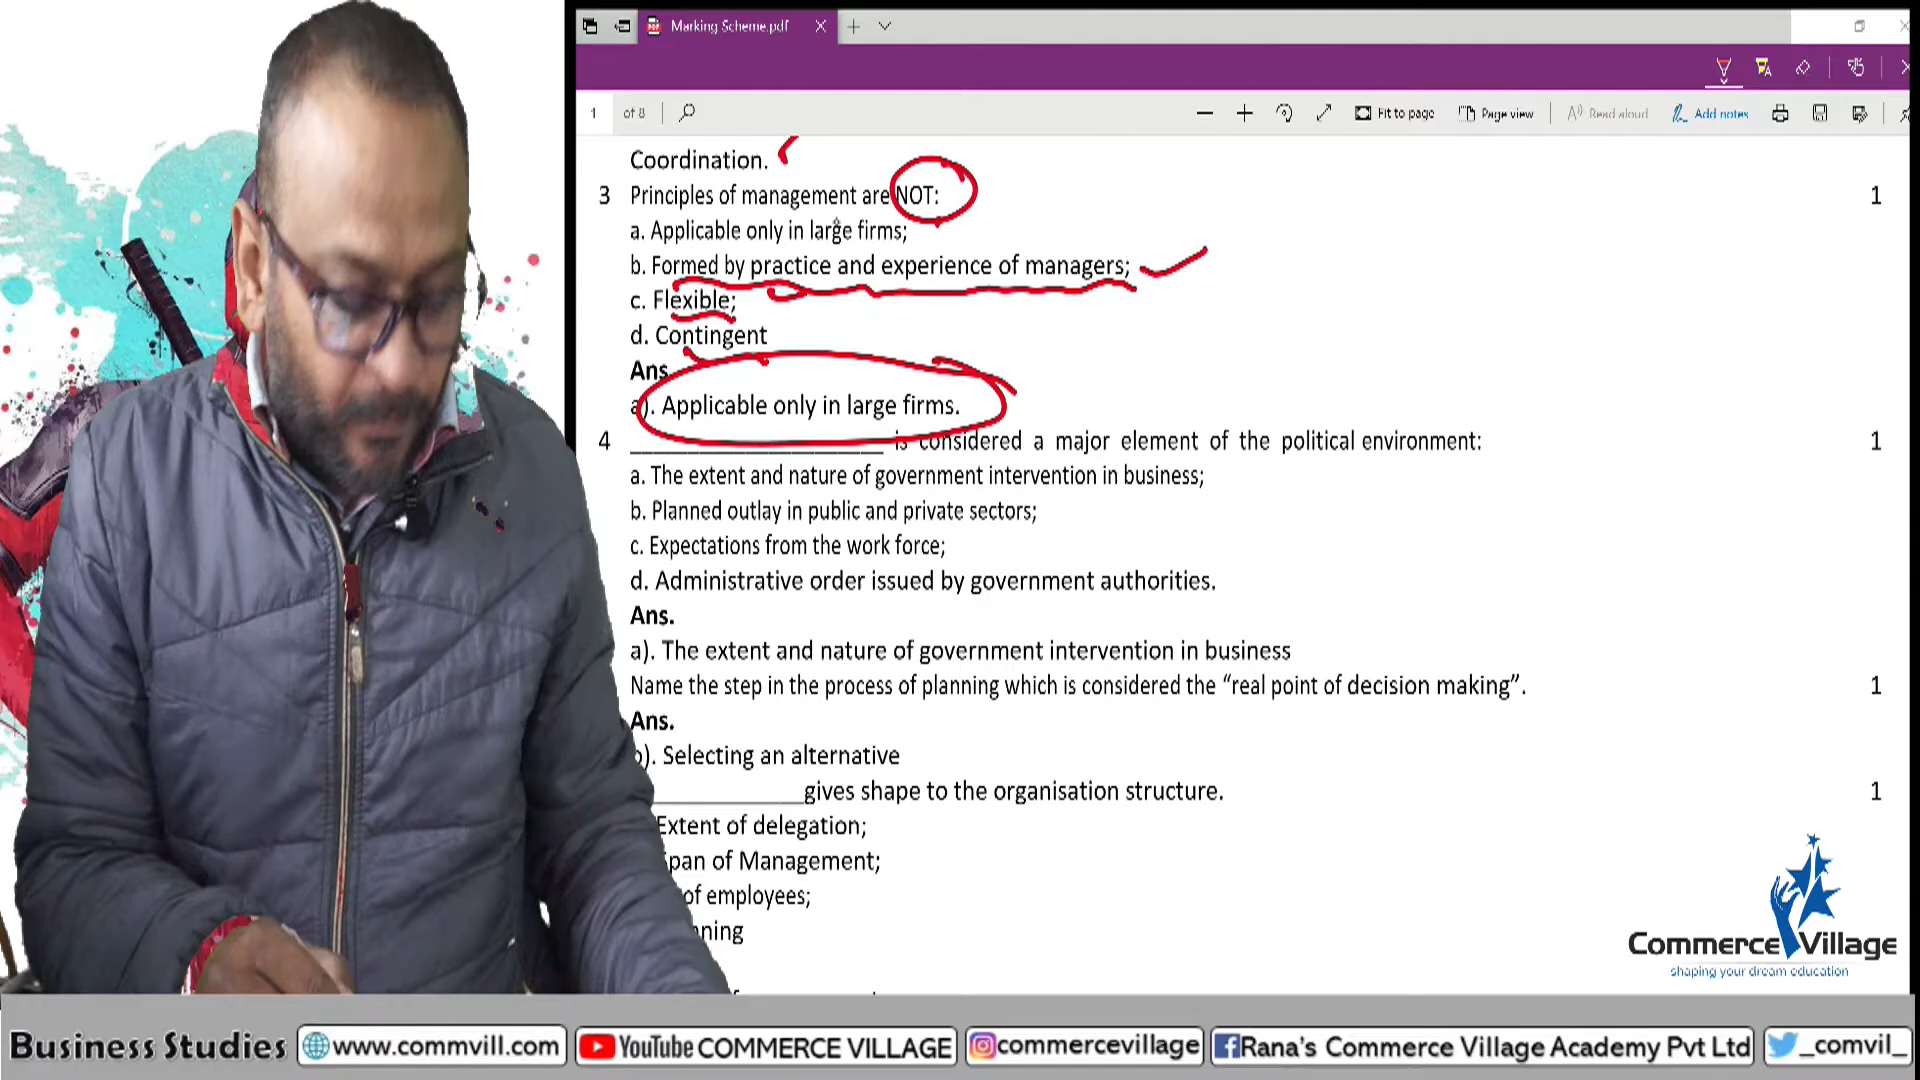 Marking Scheme.pdf
1 of 8
Fit to page
Page view
Read aloud
Add notes
Coordination.
3 Principles of management are NOT: 1
a. Applicable only in large firms;
b. Formed by practice and experience of managers;
c. Flexible;
d. Contingent
Ans
a). Applicable only in large firms.
4 ____________________ is considered a major element of the political environment: 1
a. The extent and nature of government intervention in business;
b. Planned outlay in public and private sectors;
c. Expectations from the work force;
d. Administrative order issued by government authorities.
Ans.
a). The extent and nature of government intervention in business
Name the step in the process of planning which is considered the “real point of decision making”. 1
Ans.
). Selecting an alternative
____________gives shape to the organisation structure. 1
Extent of delegation;
of Management;
of employees;
Commerce Village
shaping your dream education
Business Studies
www.commvill.com
YouTube COMMERCE VILLAGE
commercevillage
Rana's Commerce Village Academy Pvt Ltd
_comvil_